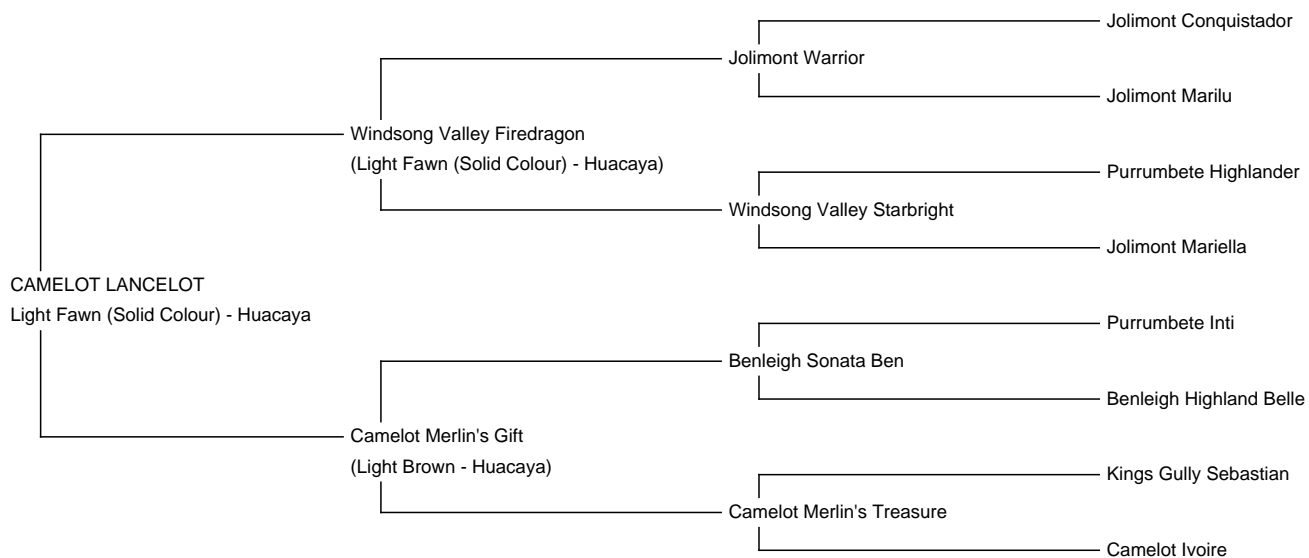 Jolimont Conquistador
Jolimont Warrior
Jolimont Marilu
Windsong Valley Firedragon
(Light Fawn (Solid Colour) - Huacaya)
Purrumbete Highlander
Windsong Valley Starbright
Jolimont Mariella
CAMELOT LANCELOT
Light Fawn (Solid Colour) - Huacaya
Purrumbete Inti
Benleigh Sonata Ben
Benleigh Highland Belle
Camelot Merlin's Gift
(Light Brown - Huacaya)
Kings Gully Sebastian
Camelot Merlin's Treasure
Camelot Ivoire